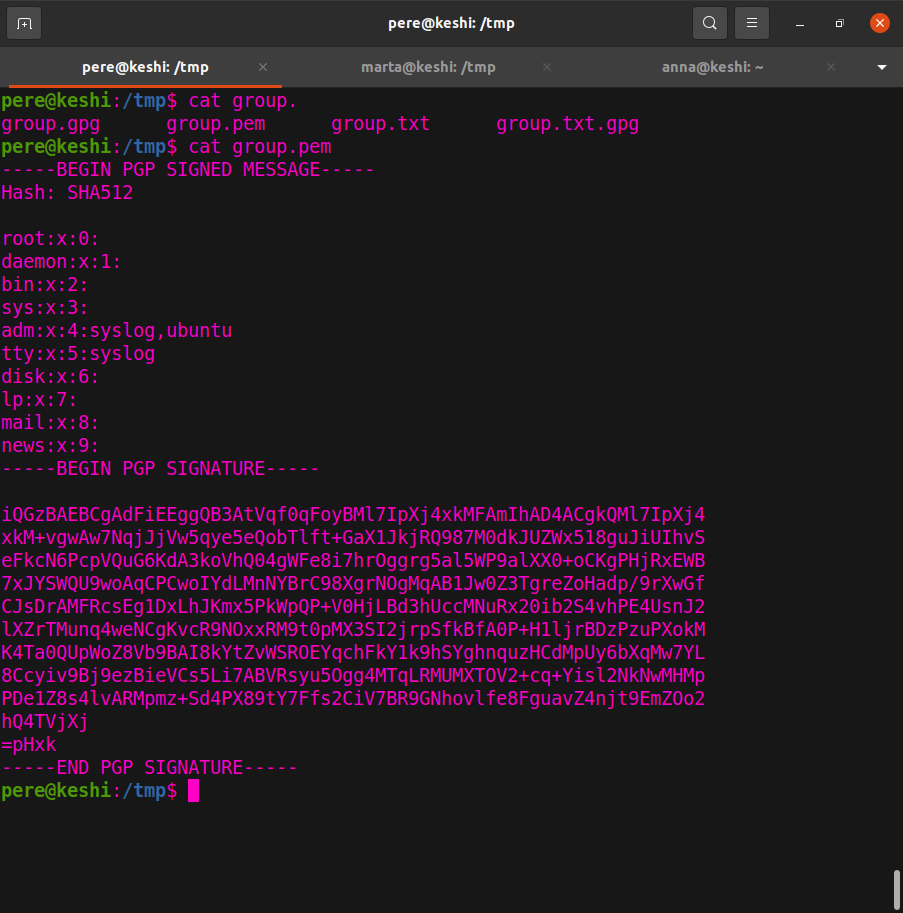 pere@keshi: /tmp
pere@keshi: /tmp marta@keshi: /tmp anna@keshi: ~
pere@keshi:/tmp$ cat group.
group.gpg group.pem group.txt group.txt.gpg
pere@keshi:/tmp$ cat group.pem
-----BEGIN PGP SIGNED MESSAGE-----
Hash: SHA512

root:x:0:
daemon:x:1:
bin:x:2:
sys:x:3:
adm:x:4:syslog,ubuntu
tty:x:5:syslog
disk:x:6:
lp:x:7:
mail:x:8:
news:x:9:
-----BEGIN PGP SIGNATURE-----

iQGzBAEBCgAdFiEEggQB3AtVqf0qFoyBMl7IpXj4xkMFAmIhAD4ACgkQMl7IpXj4
xkM+vgwAw7NqjJjVw5qye5eQobTlft+GaX1JkjRQ987M0dkJUZWx518guJiUIhvS
eFkcN6PcpVQuG6KdA3koVhQ04gWFe8i7hrOggrg5al5WP9alXX0+oCKgPHjRxEWB
7xJYSWQU9woAqCPCwoIYdLMnNYBrC98XgrNOgMqAB1Jw0Z3TgreZoHadp/9rXwGf
CJsDrAMFRcsEg1DxLhJKmx5PkWpQP+V0HjLBd3hUccMNuRx20ib2S4vhPE4UsnJ2
lXZrTMunq4weNCgKvcR9NOxxRM9t0pMX3SI2jrpSfkBfA0P+H1ljrBDzPzuPXokM
K4Ta0QUpWoZ8Vb9BAI8kYtZvWSROEYqchFkY1k9hSYghnquzHCdMpUy6bXqMw7YL
8Ccyiv9Bj9ezBieVCs5Li7ABVRsyu5Ogg4MTqLRMUMXTOV2+cq+Yisl2NkNwMHMp
PDe1Z8s4lvARMpmz+Sd4PX89tY7Ffs2CiV7BR9GNhovlfe8FguavZ4njt9EmZOo2
hQ4TVjXj
=pHxk
-----END PGP SIGNATURE-----
pere@keshi:/tmp$